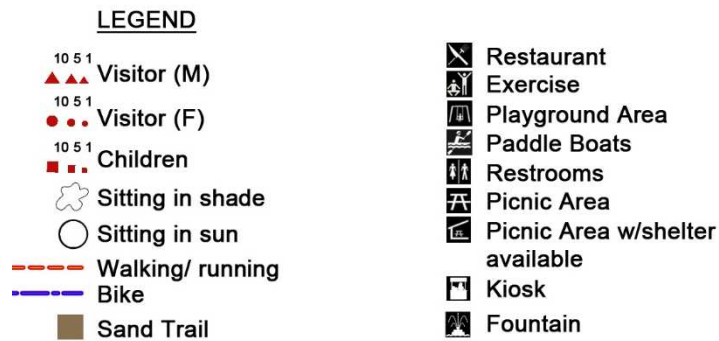 LEGEND
10 5 1
Visitor (M)
10 5 1
Visitor (F)
10 5 1
Children
Sitting in shade
Sitting in sun
Walking/ running
Bike
Sand Trail
Restaurant
Exercise
Playground Area
Paddle Boats
Restrooms
Picnic Area
Picnic Area w/shelter
available
Kiosk
Fountain